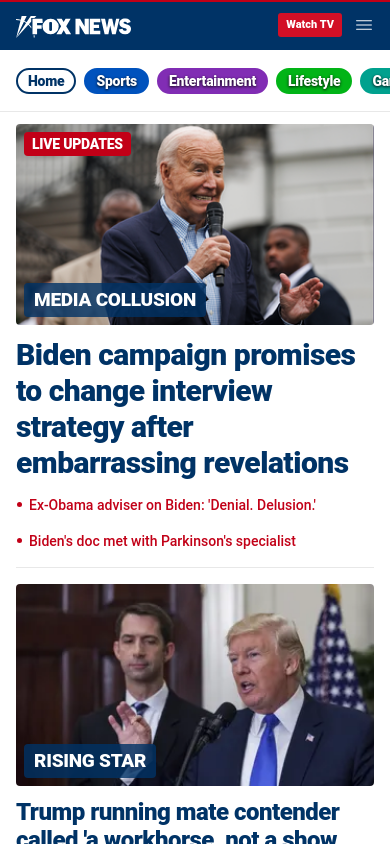 FOX NEWS
Watch TV
Home
Sports
Entertainment
Lifestyle
Ga
LIVE UPDATES
MEDIA COLLUSION
Biden campaign promises
to change interview
strategy after
embarrassing revelations
• Ex-Obama adviser on Biden: 'Denial. Delusion.'
• Biden's doc met with Parkinson's specialist
RISING STAR
Trump running mate contender
called 'a workhorse, not a show